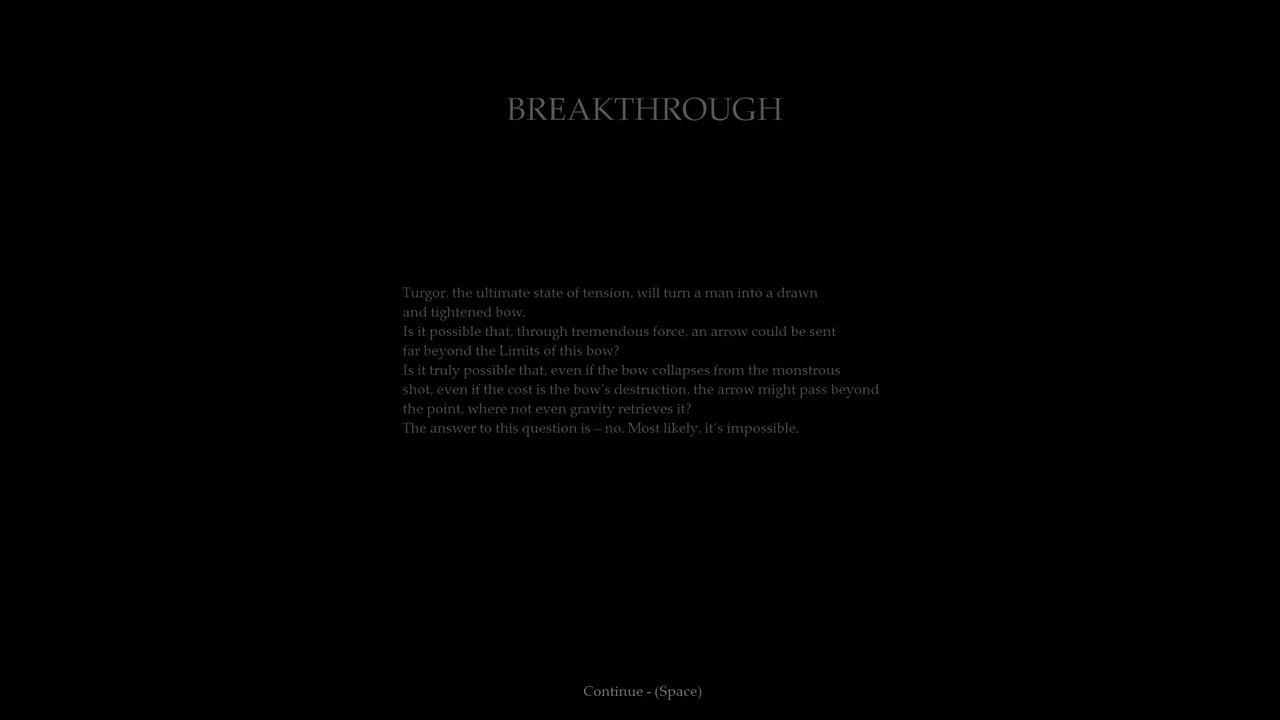 BREAKTHROUGH
Turgor, the ultimate state of tension, will turn a man into a drawn
and tightened bow.
Is it possible that, through tremendous force, an arrow could be sent
far beyond the Limits of this bow?
Is it truly possible that, even if the bow collapses from the monstrous
shot, even if the cost is the bow´s destruction, the arrow might pass beyond
the point, where not even gravity retrieves it?
The answer to this question is – no. Most likely, it´s impossible.
Continue - (Space)